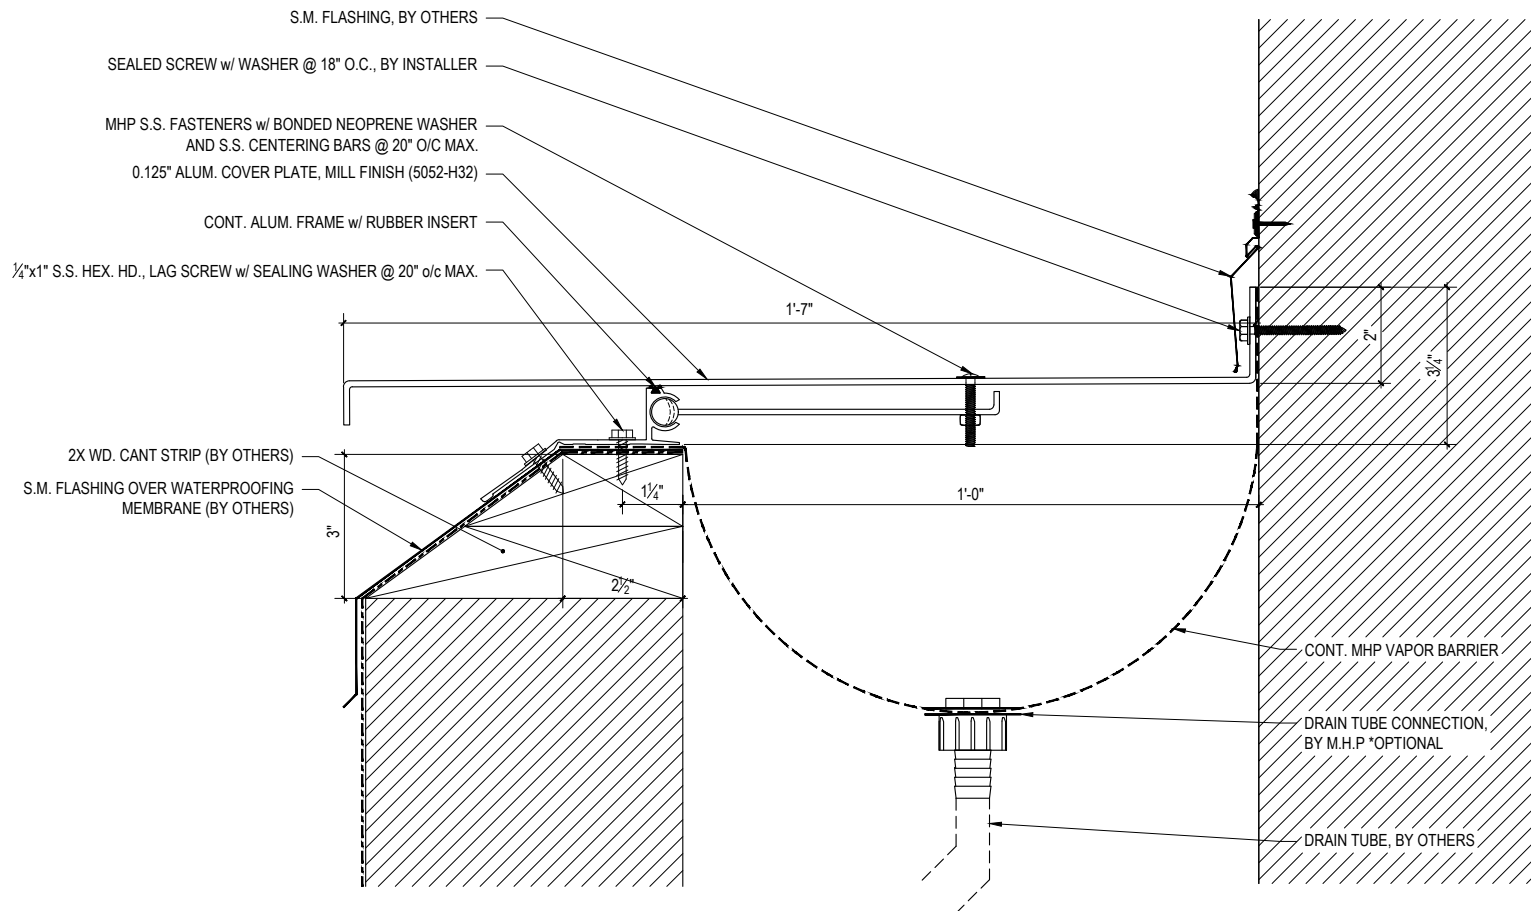 S.M. FLASHING, BY OTHERS
SEALED SCREW w/ WASHER @ 18" O.C., BY INSTALLER
MHP S.S. FASTENERS w/ BONDED NEOPRENE WASHER
AND S.S. CENTERING BARS @ 20" O/C MAX.
0.125" ALUM. COVER PLATE, MILL FINISH (5052-H32)
CONT. ALUM. FRAME w/ RUBBER INSERT
¼"x1" S.S. HEX. HD., LAG SCREW w/ SEALING WASHER @ 20" o/c MAX.
1'-7"
2"
3¼"
2X WD. CANT STRIP (BY OTHERS)
S.M. FLASHING OVER WATERPROOFING
MEMBRANE (BY OTHERS)
3"
1¼"
1'-0"
2½"
CONT. MHP VAPOR BARRIER
DRAIN TUBE CONNECTION,
BY M.H.P *OPTIONAL
DRAIN TUBE, BY OTHERS